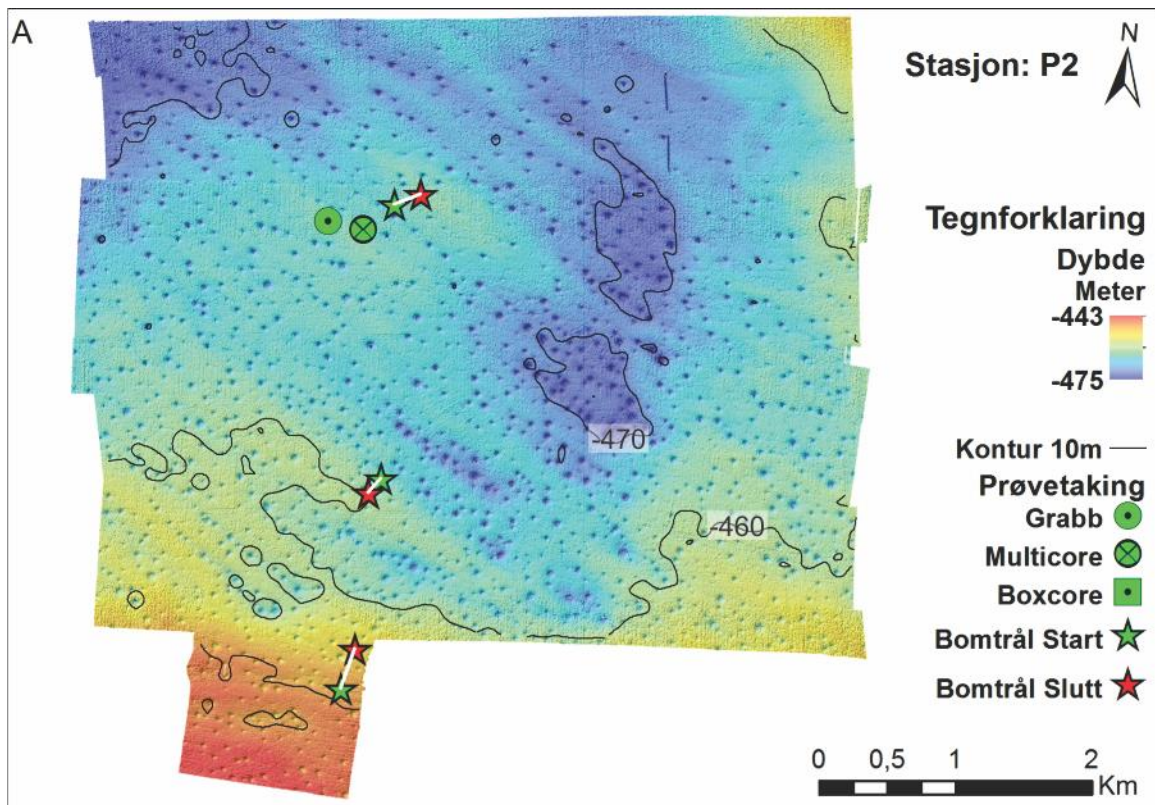 A
N
Stasjon: P2
Tegnforklaring
Dybde
Meter
-443
-475
-470
-460
Kontur 10m
Prøvetaking
Grabb
Multicore
Boxcore
Bomtrål Start
Bomtrål Slutt
0 0,5 1 2
Km